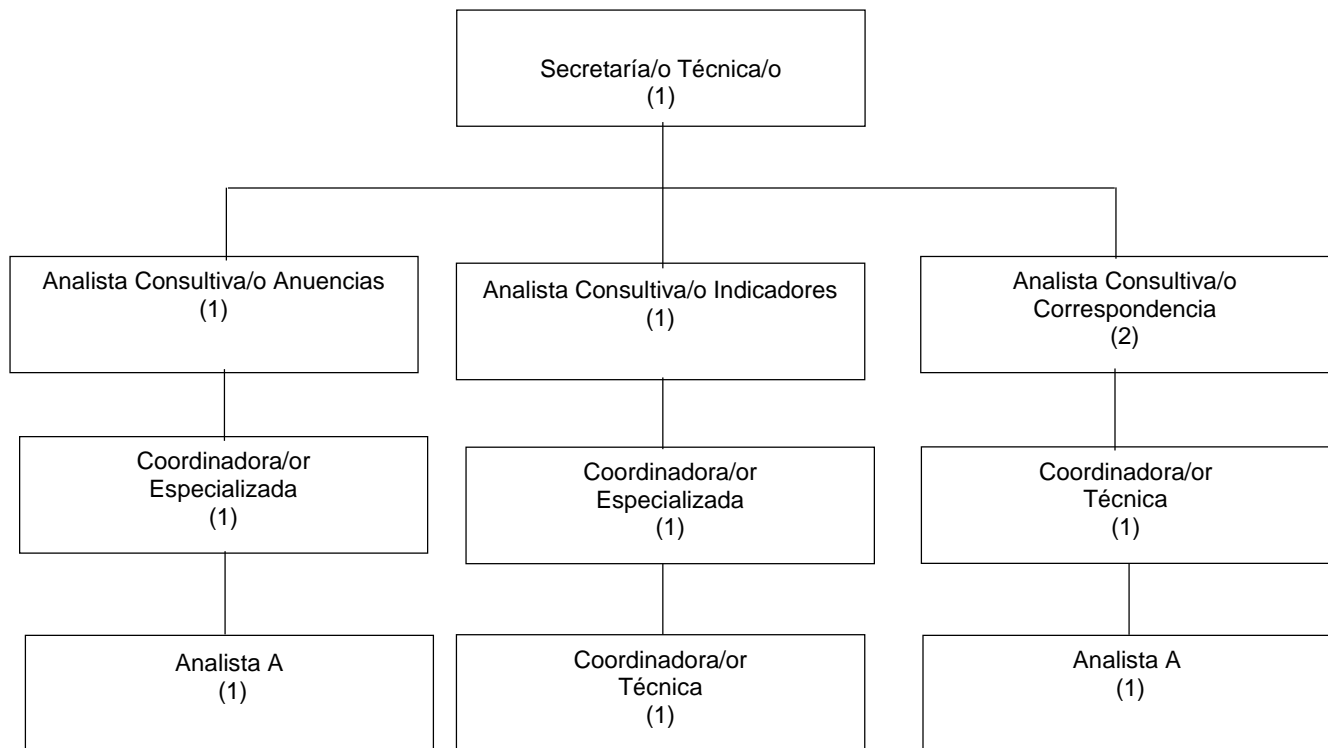 Secretaría/o Técnica/o
(1)
Analista Consultiva/o Anuencias
(1)
Analista Consultiva/o Indicadores
(1)
Analista Consultiva/o
Correspondencia
(2)
Coordinadora/or
Especializada
(1)
Coordinadora/or
Especializada
(1)
Coordinadora/or
Técnica
(1)
Analista A
(1)
Coordinadora/or
Técnica
(1)
Analista A
(1)